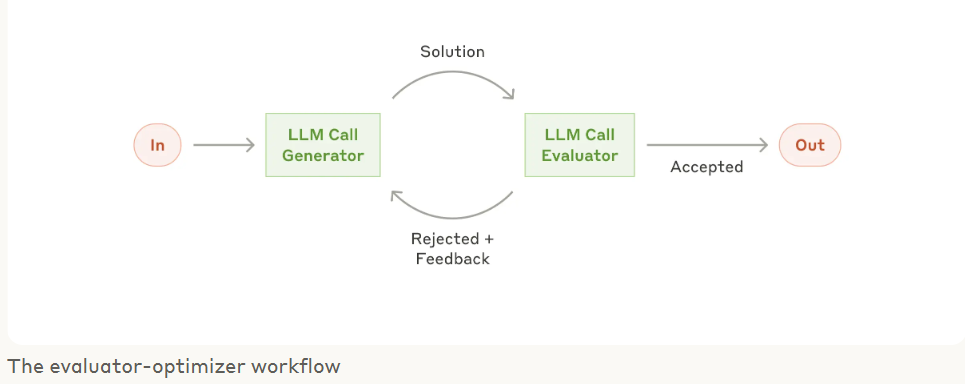 Solution
In
LLM Call
Generator
LLM Call
Evaluator
Out
Accepted
Rejected +
Feedback
The evaluator-optimizer workflow